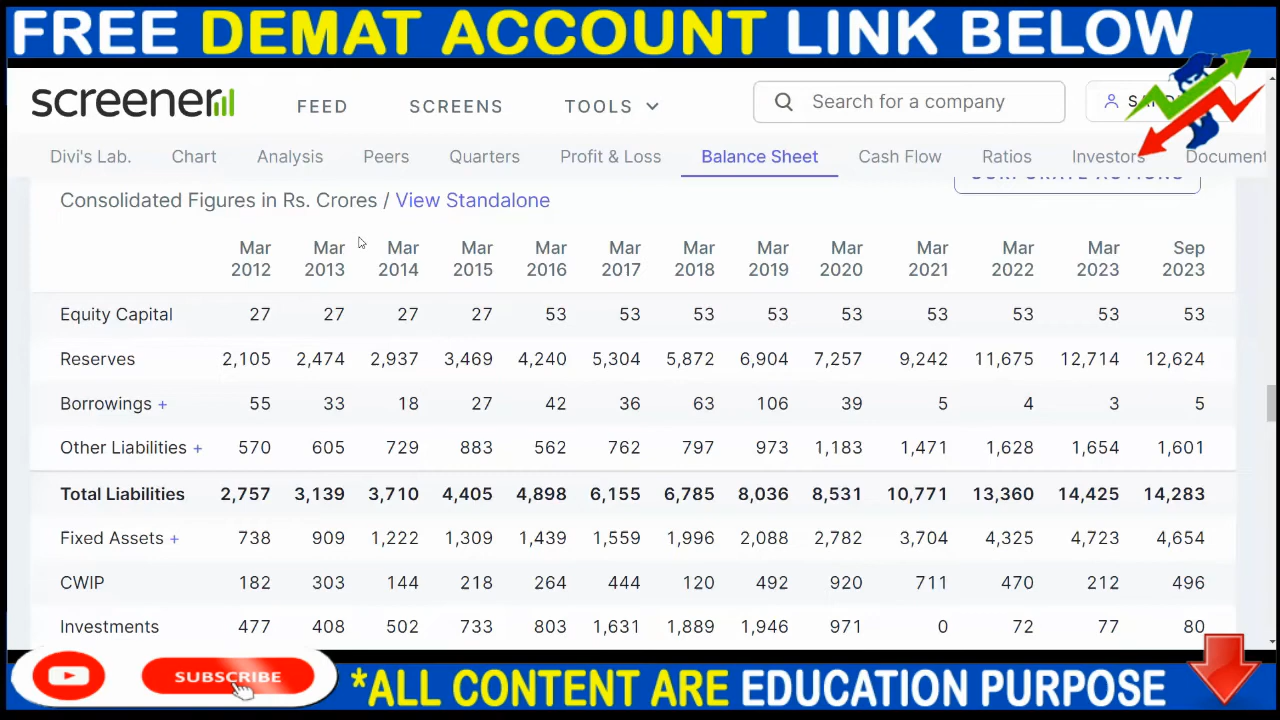 FREE DEMAT ACCOUNT LINK BELOW
screener FEED SCREENS TOOLS Search for a company
Divi's Lab. Chart Analysis Peers Quarters Profit & Loss Balance Sheet Cash Flow Ratios Investors Document
CORPORATE ACTIONS
Consolidated Figures in Rs. Crores / View Standalone
Mar 2012 Mar 2013 Mar 2014 Mar 2015 Mar 2016 Mar 2017 Mar 2018 Mar 2019 Mar 2020 Mar 2021 Mar 2022 Mar 2023 Sep 2023
Equity Capital 27 27 27 27 53 53 53 53 53 53 53 53 53
Reserves 2,105 2,474 2,937 3,469 4,240 5,304 5,872 6,904 7,257 9,242 11,675 12,714 12,624
Borrowings + 55 33 18 27 42 36 63 106 39 5 4 3 5
Other Liabilities + 570 605 729 883 562 762 797 973 1,183 1,471 1,628 1,654 1,601
Total Liabilities 2,757 3,139 3,710 4,405 4,898 6,155 6,785 8,036 8,531 10,771 13,360 14,425 14,283
Fixed Assets + 738 909 1,222 1,309 1,439 1,559 1,996 2,088 2,782 3,704 4,325 4,723 4,654
CWIP 182 303 144 218 264 444 120 492 920 711 470 212 496
Investments 477 408 502 733 803 1,631 1,889 1,946 971 0 72 77 80
SUBSCRIBE
*ALL CONTENT ARE EDUCATION PURPOSE